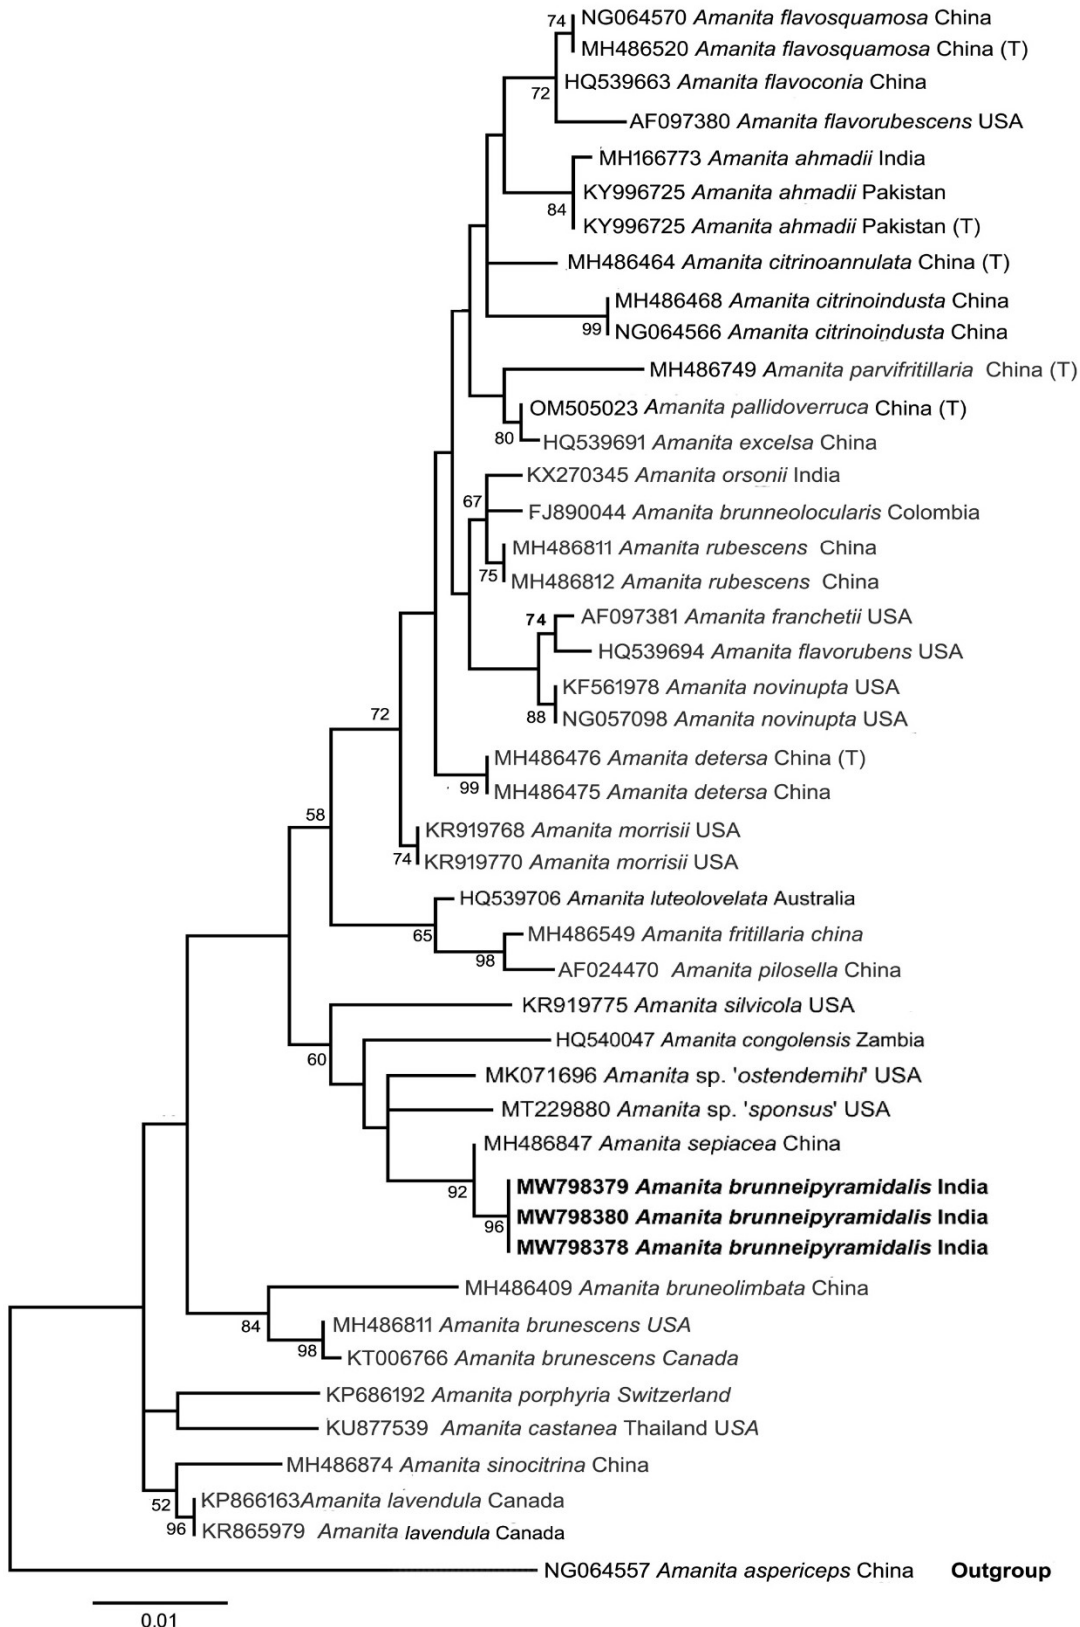 74 NG064570 Amanita flavosquamosa China
MH486520 Amanita flavosquamosa China (T)
HQ539663 Amanita flavoconia China
72
AF097380 Amanita flavorubescens USA
MH166773 Amanita ahmadii India
KY996725 Amanita ahmadii Pakistan
84
KY996725 Amanita ahmadii Pakistan (T)
MH486464 Amanita citrinoannulata China (T)
MH486468 Amanita citrinoindusta China
99 NG064566 Amanita citrinoindusta China
MH486749 Amanita parvifritillaria China (T)
OM505023 Amanita pallidoverruca China (T)
80 HQ539691 Amanita excelsa China
KX270345 Amanita orsonii India
67
FJ890044 Amanita brunneolocularis Colombia
MH486811 Amanita rubescens China
75 MH486812 Amanita rubescens China
74 AF097381 Amanita franchetii USA
HQ539694 Amanita flavorubens USA
KF561978 Amanita novinupta USA
88 NG057098 Amanita novinupta USA
72
MH486476 Amanita detersa China (T)
99 MH486475 Amanita detersa China
58
KR919768 Amanita morrisii USA
74 KR919770 Amanita morrisii USA
HQ539706 Amanita luteolovelata Australia
65 MH486549 Amanita fritillaria china
98 AF024470 Amanita pilosella China
KR919775 Amanita silvicola USA
HQ540047 Amanita congolensis Zambia
60
MK071696 Amanita sp. 'ostendemihi' USA
MT229880 Amanita sp. 'sponsus' USA
MH486847 Amanita sepiacea China
92 MW798379 Amanita brunneipyramidalis India
96 MW798380 Amanita brunneipyramidalis India
MW798378 Amanita brunneipyramidalis India
MH486409 Amanita bruneolimbata China
84 MH486811 Amanita brunescens USA
98 KT006766 Amanita brunescens Canada
KP686192 Amanita porphyria Switzerland
KU877539 Amanita castanea Thailand USA
MH486874 Amanita sinocitrina China
52 KP866163Amanita lavendula Canada
96 KR865979 Amanita lavendula Canada
NG064557 Amanita aspericeps China Outgroup
0.01